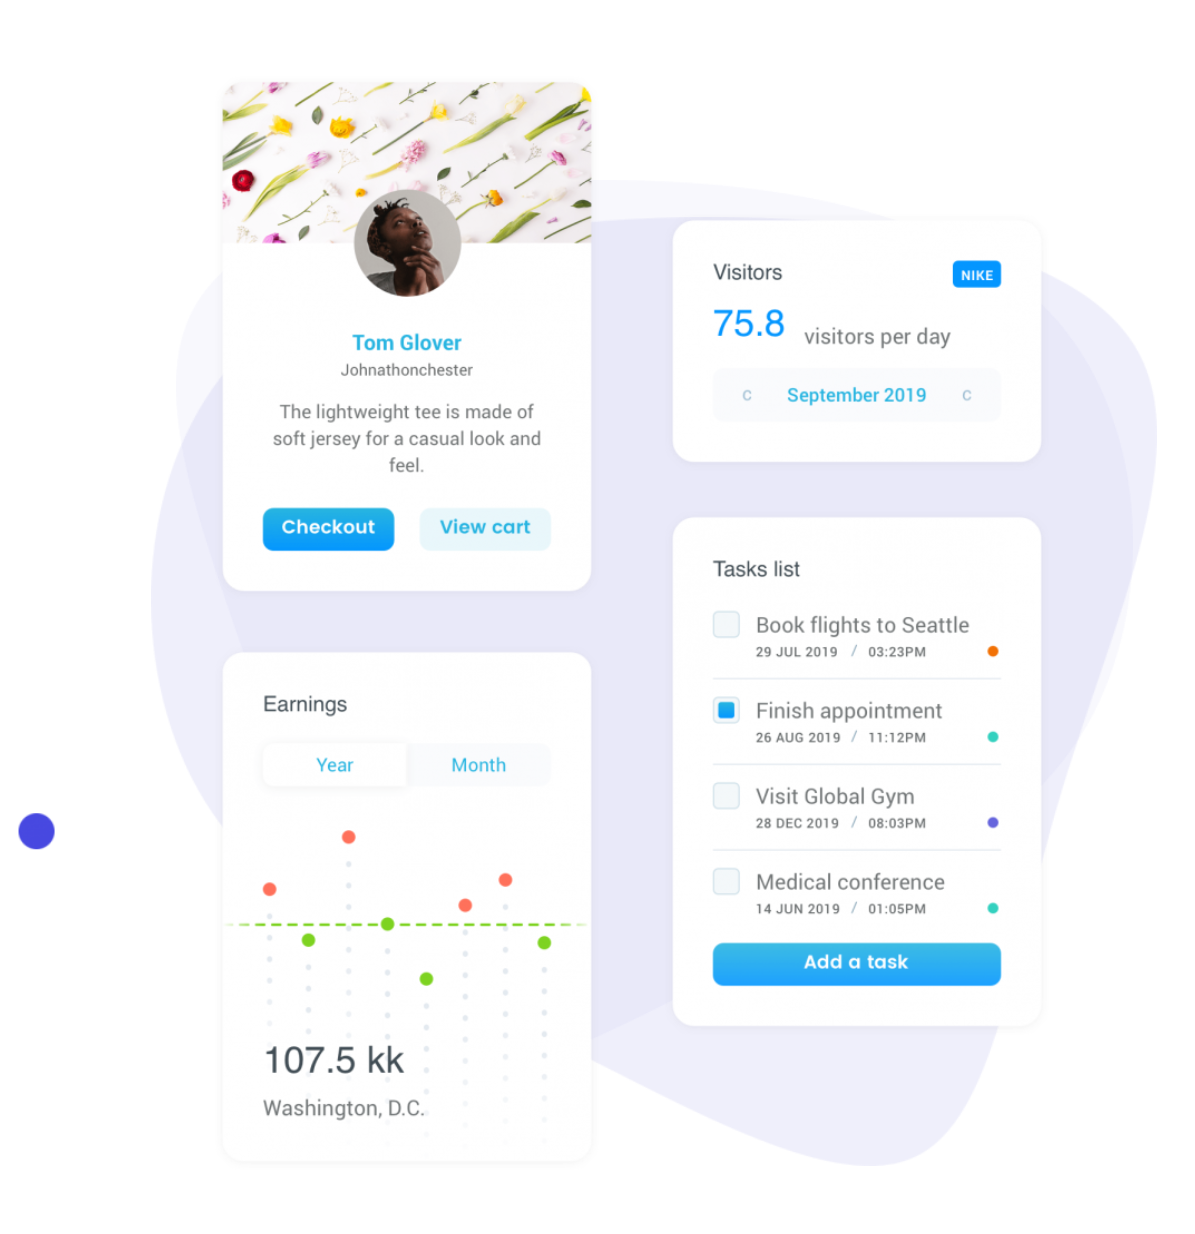 Tom Glover
Johnathonchester
The lightweight tee is made of
soft jersey for a casual look and
feel.
Checkout View cart
Visitors NIKE
75.8 visitors per day
C September 2019 C
Earnings
Year Month
107.5 kk
Washington, D.C.
Tasks list
Book flights to Seattle
29 JUL 2019 / 03:23PM
Finish appointment
26 AUG 2019 / 11:12PM
Visit Global Gym
28 DEC 2019 / 08:03PM
Medical conference
14 JUN 2019 / 01:05PM
Add a task